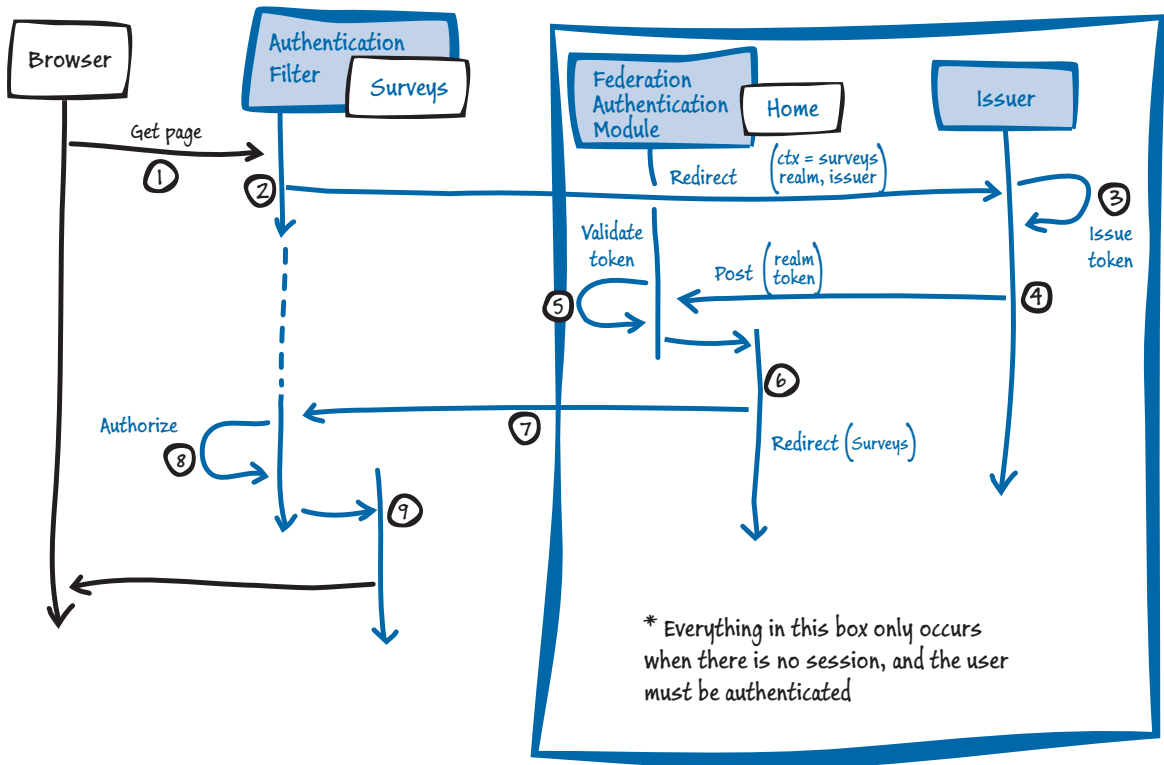 Browser
Authentication
Filter
Surveys
Federation
Authentication
Module
Home
Issuer
Get page
1
2
Redirect
(ctx = surveys
realm, issuer)
3
Issue
token
Validate
token
Post
(realm
token)
4
5
6
7
Redirect (Surveys)
Authorize
8
9
* Everything in this box only occurs
when there is no session, and the user
must be authenticated